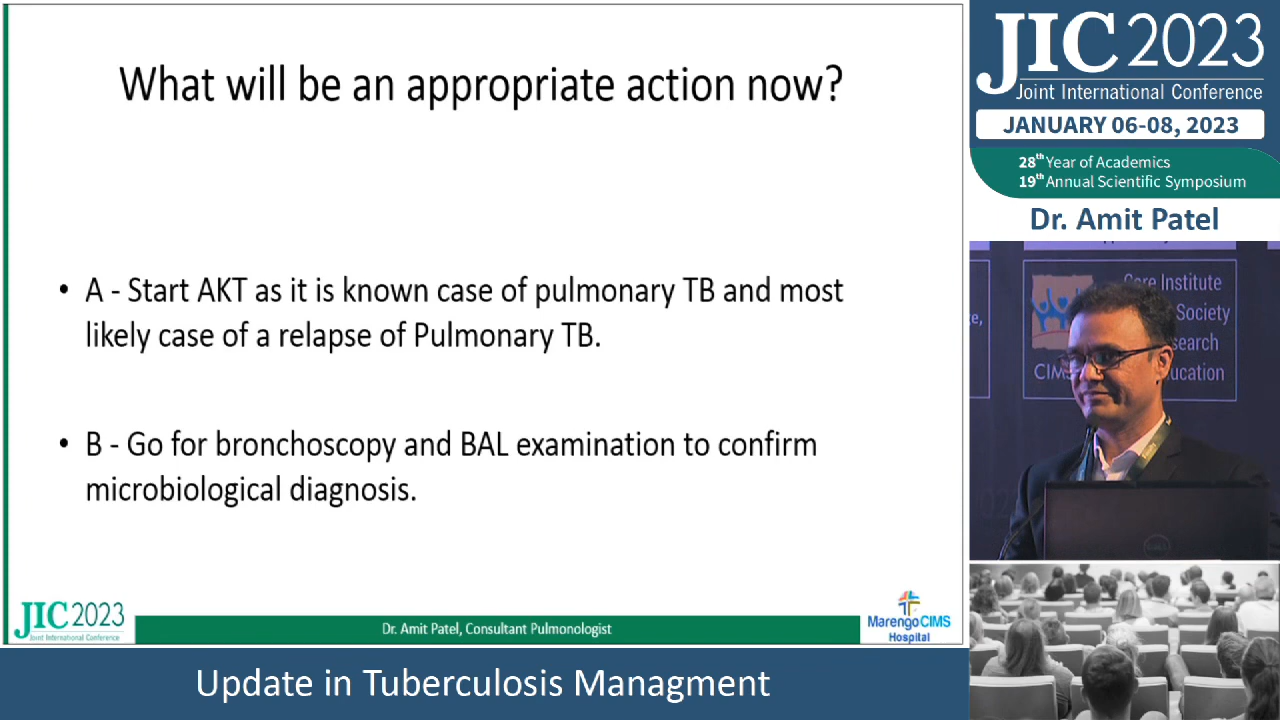 What will be an appropriate action now?
• A - Start AKT as it is known case of pulmonary TB and most
likely case of a relapse of Pulmonary TB.
• B - Go for bronchoscopy and BAL examination to confirm
microbiological diagnosis.
JIC 2023
Joint International Conference
Dr. Amit Patel, Consultant Pulmonologist
Marengo CIMS
Hospital
Update in Tuberculosis Managment
JIC 2023
Joint International Conference
JANUARY 06-08, 2023
28th Year of Academics
19th Annual Scientific Symposium
Dr. Amit Patel
Care Institute
Society
search
CIM
ucation